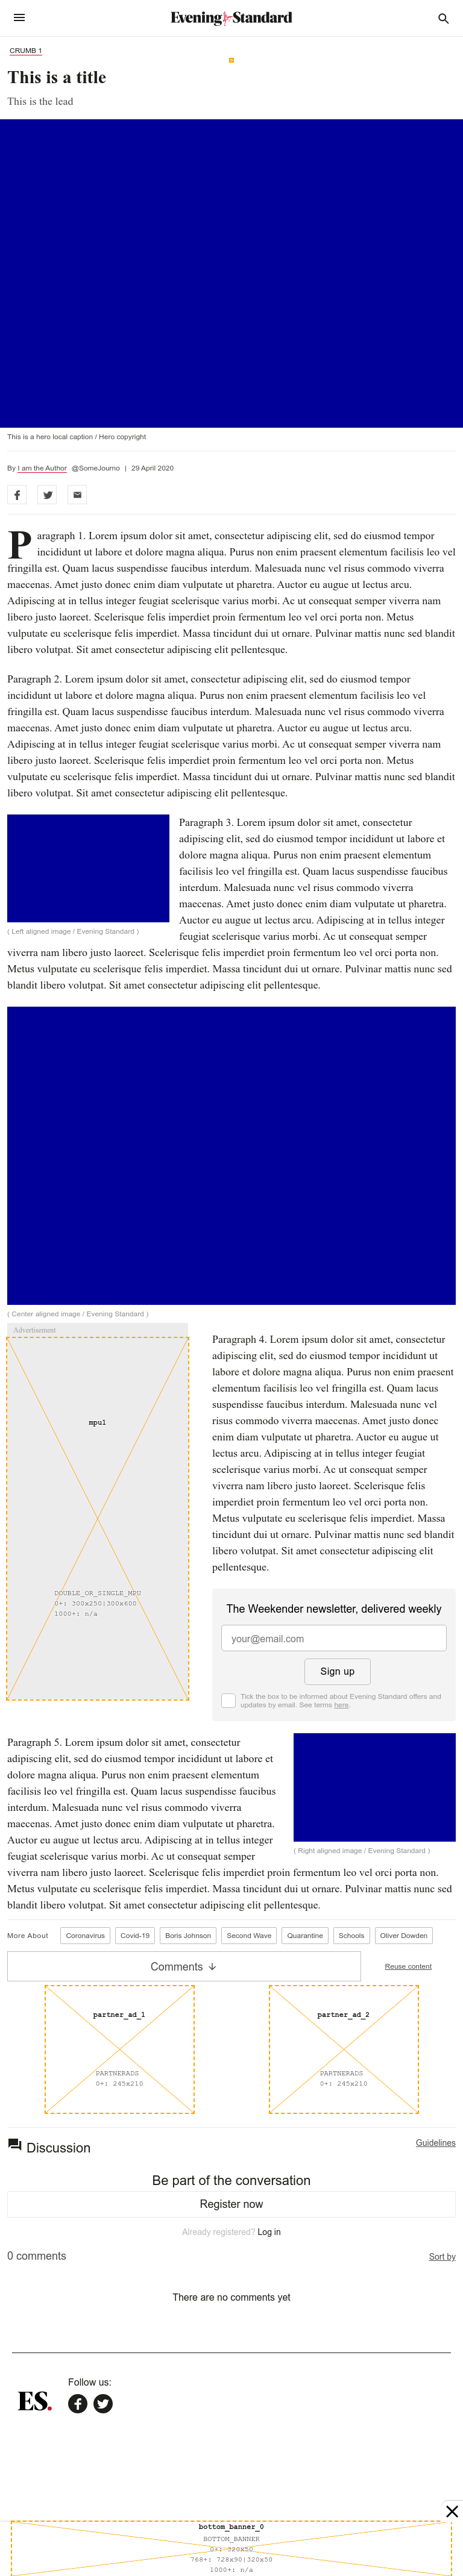 Evening Standard
CRUMB 1
This is a title
This is the lead
This is a hero local caption / Hero copyright
By I am the Author @SomeJourno | 29 April 2020
Paragraph 1. Lorem ipsum dolor sit amet, consectetur adipiscing elit, sed do eiusmod tempor
incididunt ut labore et dolore magna aliqua. Purus non enim praesent elementum facilisis leo vel
fringilla est. Quam lacus suspendisse faucibus interdum. Malesuada nunc vel risus commodo viverra
maecenas. Amet justo donec enim diam vulputate ut pharetra. Auctor eu augue ut lectus arcu.
Adipiscing at in tellus integer feugiat scelerisque varius morbi. Ac ut consequat semper viverra nam
libero justo laoreet. Scelerisque felis imperdiet proin fermentum leo vel orci porta non. Metus
vulputate eu scelerisque felis imperdiet. Massa tincidunt dui ut ornare. Pulvinar mattis nunc sed blandit
libero volutpat. Sit amet consectetur adipiscing elit pellentesque.
Paragraph 2. Lorem ipsum dolor sit amet, consectetur adipiscing elit, sed do eiusmod tempor
incididunt ut labore et dolore magna aliqua. Purus non enim praesent elementum facilisis leo vel
fringilla est. Quam lacus suspendisse faucibus interdum. Malesuada nunc vel risus commodo viverra
maecenas. Amet justo donec enim diam vulputate ut pharetra. Auctor eu augue ut lectus arcu.
Adipiscing at in tellus integer feugiat scelerisque varius morbi. Ac ut consequat semper viverra nam
libero justo laoreet. Scelerisque felis imperdiet proin fermentum leo vel orci porta non. Metus
vulputate eu scelerisque felis imperdiet. Massa tincidunt dui ut ornare. Pulvinar mattis nunc sed blandit
libero volutpat. Sit amet consectetur adipiscing elit pellentesque.
Paragraph 3. Lorem ipsum dolor sit amet, consectetur
adipiscing elit, sed do eiusmod tempor incididunt ut labore et
dolore magna aliqua. Purus non enim praesent elementum
facilisis leo vel fringilla est. Quam lacus suspendisse faucibus
interdum. Malesuada nunc vel risus commodo viverra
maecenas. Amet justo donec enim diam vulputate ut pharetra.
Auctor eu augue ut lectus arcu. Adipiscing at in tellus integer
feugiat scelerisque varius morbi. Ac ut consequat semper
( Left aligned image / Evening Standard )
viverra nam libero justo laoreet. Scelerisque felis imperdiet proin fermentum leo vel orci porta non.
Metus vulputate eu scelerisque felis imperdiet. Massa tincidunt dui ut ornare. Pulvinar mattis nunc sed
blandit libero volutpat. Sit amet consectetur adipiscing elit pellentesque.
( Center aligned image / Evening Standard )
Advertisement
mpu1
DOUBLE_OR_SINGLE_MPU
0+: 300x250|300x600
1000+: n/a
Paragraph 4. Lorem ipsum dolor sit amet, consectetur
adipiscing elit, sed do eiusmod tempor incididunt ut labore
et dolore magna aliqua. Purus non enim praesent
elementum facilisis leo vel fringilla est. Quam lacus
suspendisse faucibus interdum. Malesuada nunc vel
risus commodo viverra maecenas. Amet justo donec
enim diam vulputate ut pharetra. Auctor eu augue ut
lectus arcu. Adipiscing at in tellus integer feugiat
scelerisque varius morbi. Ac ut consequat semper
viverra nam libero justo laoreet. Scelerisque felis
imperdiet proin fermentum leo vel orci porta non.
Metus vulputate eu scelerisque felis imperdiet. Massa
tincidunt dui ut ornare. Pulvinar mattis nunc sed blandit
libero volutpat. Sit amet consectetur adipiscing elit
pellentesque.
The Weekender newsletter, delivered weekly
your@email.com
Sign up
Tick the box to be informed about Evening Standard offers and
updates by email. See terms here.
Paragraph 5. Lorem ipsum dolor sit amet, consectetur
adipiscing elit, sed do eiusmod tempor incididunt ut labore et
dolore magna aliqua. Purus non enim praesent elementum
facilisis leo vel fringilla est. Quam lacus suspendisse faucibus
interdum. Malesuada nunc vel risus commodo viverra
maecenas. Amet justo donec enim diam vulputate ut pharetra.
Auctor eu augue ut lectus arcu. Adipiscing at in tellus integer
feugiat scelerisque varius morbi. Ac ut consequat semper
( Right aligned image / Evening Standard )
viverra nam libero justo laoreet. Scelerisque felis imperdiet proin fermentum leo vel orci porta non.
Metus vulputate eu scelerisque felis imperdiet. Massa tincidunt dui ut ornare. Pulvinar mattis nunc sed
blandit libero volutpat. Sit amet consectetur adipiscing elit pellentesque.
More About Coronavirus Covid-19 Boris Johnson Second Wave Quarantine Schools Oliver Dowden
Comments Reuse content
partner_ad_1
PARTNERADS
0+: 245x210
partner_ad_2
PARTNERADS
0+: 245x210
Discussion
Guidelines
Be part of the conversation
Register now
Already registered? Log in
0 comments Sort by
There are no comments yet
Follow us:
ES.
bottom_banner_0
BOTTOM_BANNER
0+: 320x50
768+: 728x90|320x50
1000+: n/a